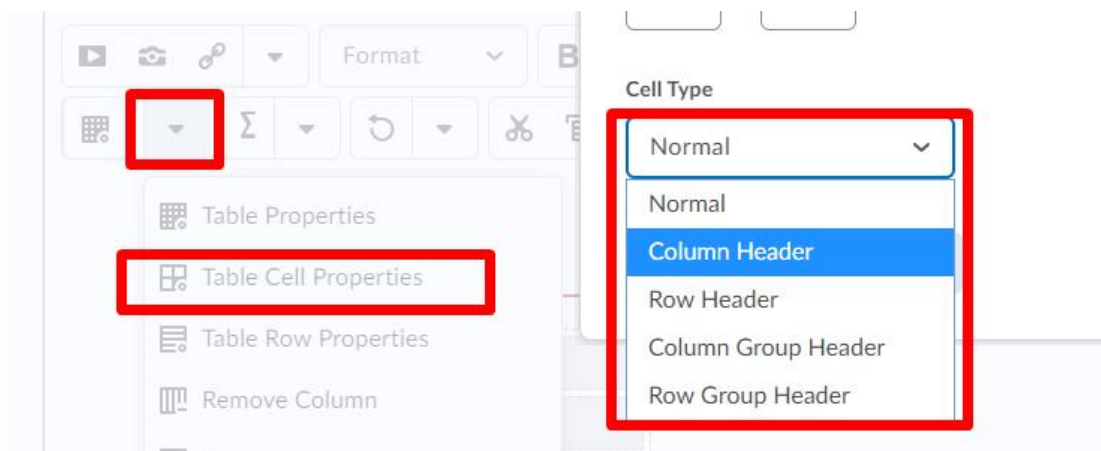 Format
B
Σ
Table Properties
Table Cell Properties
Table Row Properties
Remove Column
Cell Type
Normal
Normal
Column Header
Row Header
Column Group Header
Row Group Header